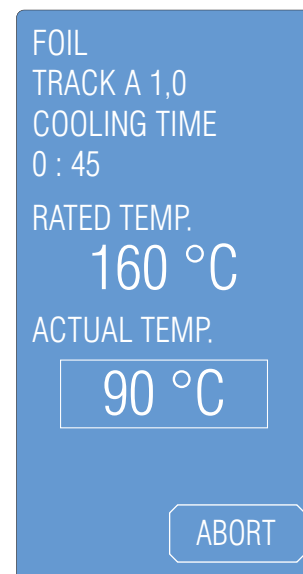 FOIL
TRACK A 1,0
COOLING TIME
0 : 45
RATED TEMP.
160 °C
ACTUAL TEMP.
90 °C
ABORT